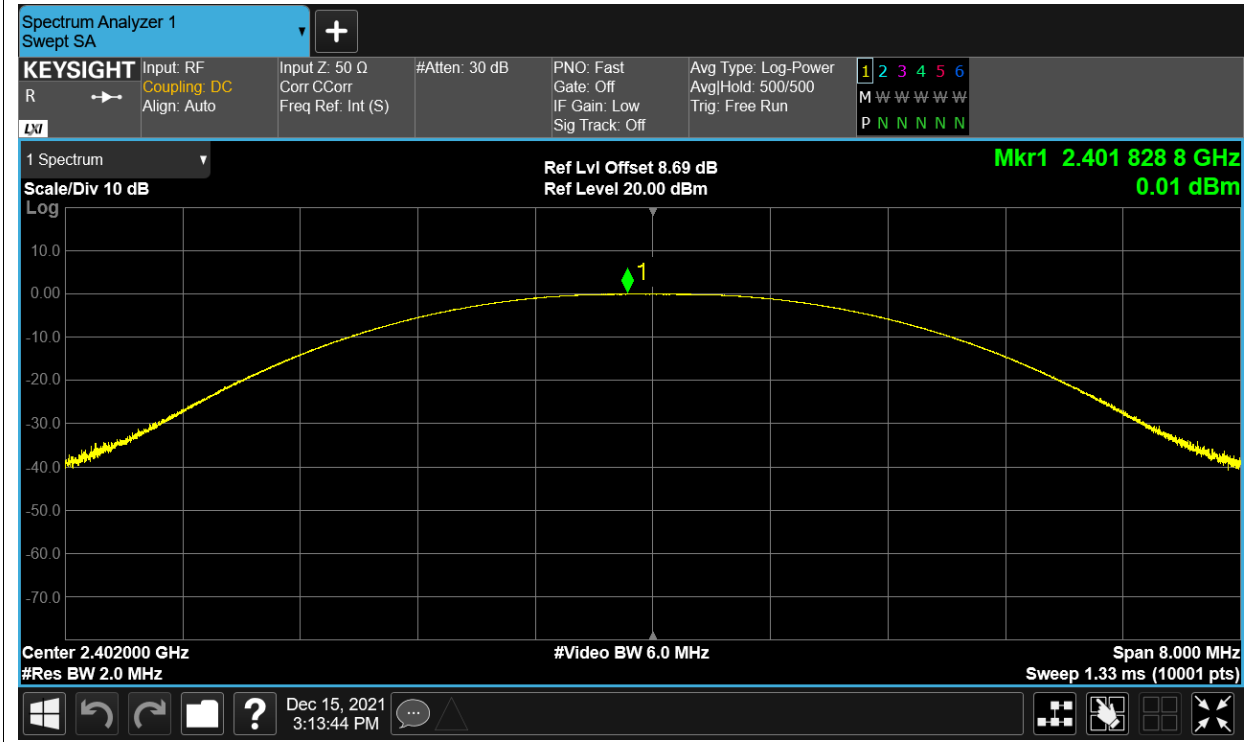 Spectrum Analyzer 1
Swept SA
+
KEYSIGHT
R
LXI
Input: RF
Coupling: DC
Align: Auto
Input Z: 50 Ω
Corr CCorr
Freq Ref: Int (S)
#Atten: 30 dB
PNO: Fast
Gate: Off
IF Gain: Low
Sig Track: Off
Avg Type: Log-Power
Avg|Hold: 500/500
Trig: Free Run
1 2 3 4 5 6
M W W W W W
P N N N N N
1 Spectrum
Scale/Div 10 dB
Log
Ref Lvl Offset 8.69 dB
Ref Level 20.00 dBm
Mkr1 2.401 828 8 GHz
0.01 dBm
1
10.0
0.00
-10.0
-20.0
-30.0
-40.0
-50.0
-60.0
-70.0
Center 2.402000 GHz
#Res BW 2.0 MHz
#Video BW 6.0 MHz
Span 8.000 MHz
Sweep 1.33 ms (10001 pts)
?
Dec 15, 2021
3:13:44 PM